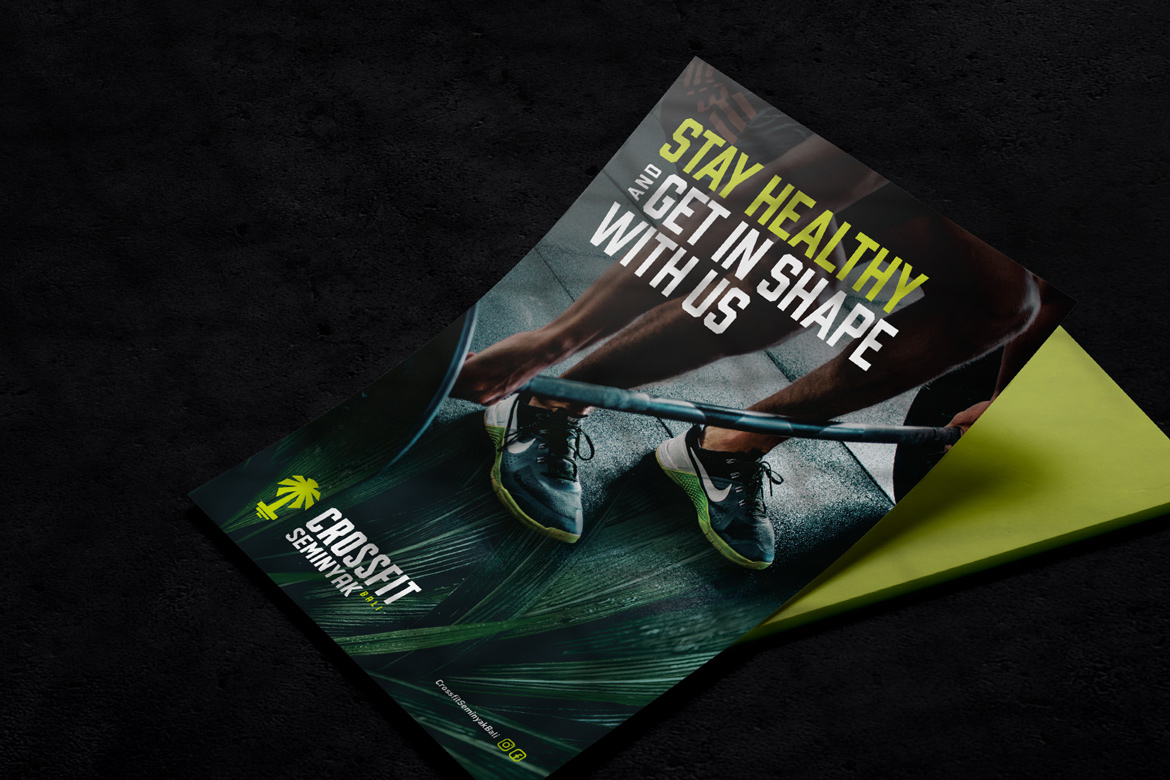 STAY HEALTHY
AND GET IN SHAPE
WITH US
CROSSFIT
SEMINYAK BALI
CrossfitSeminyakBali